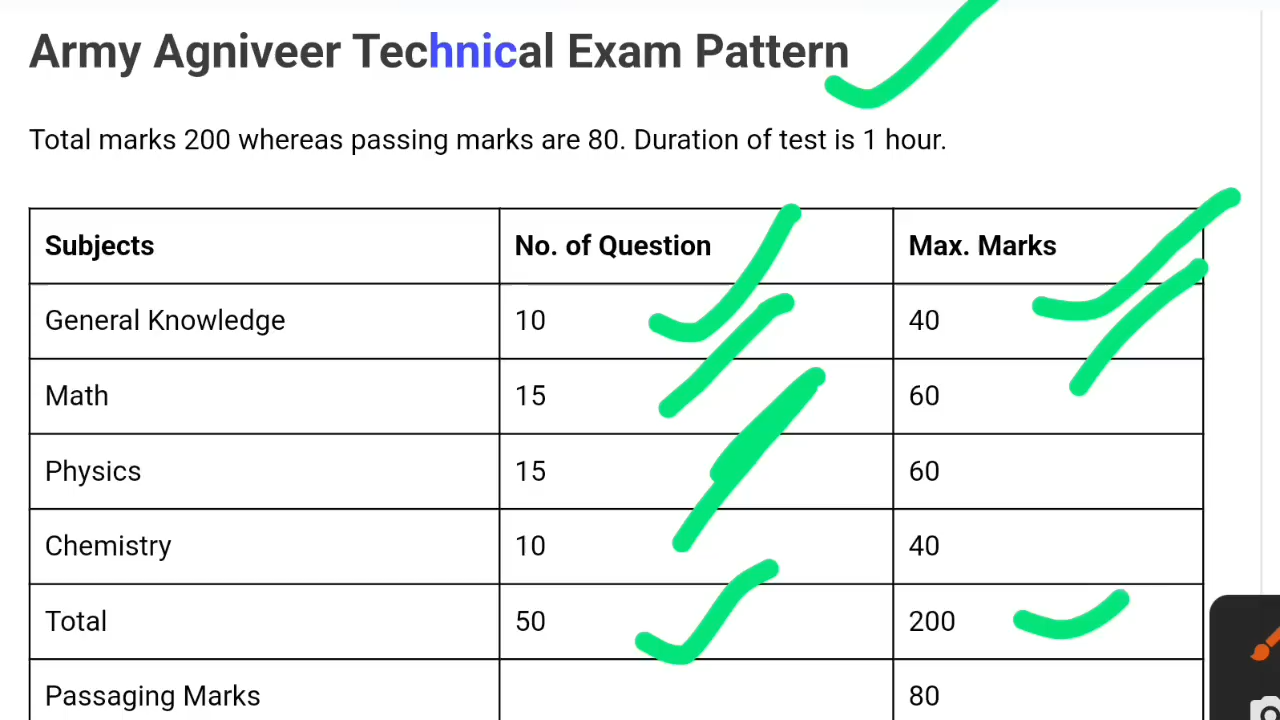 Army Agniveer Technical Exam Pattern
Total marks 200 whereas passing marks are 80. Duration of test is 1 hour.
Subjects No. of Question Max. Marks
General Knowledge 10 40
Math 15 60
Physics 15 60
Chemistry 10 40
Total 50 200
Passaging Marks 80